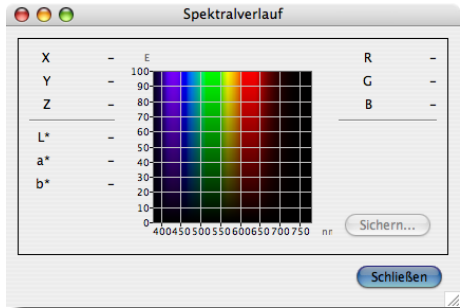 Spektralverlauf
X –
Y –
Z –
L* –
a* –
b* –
E
100
90
80
70
60
50
40
30
20
10
0
400 450 500 550 600 650 700 750 nr
R –
G –
B –
Sichern...
Schließen